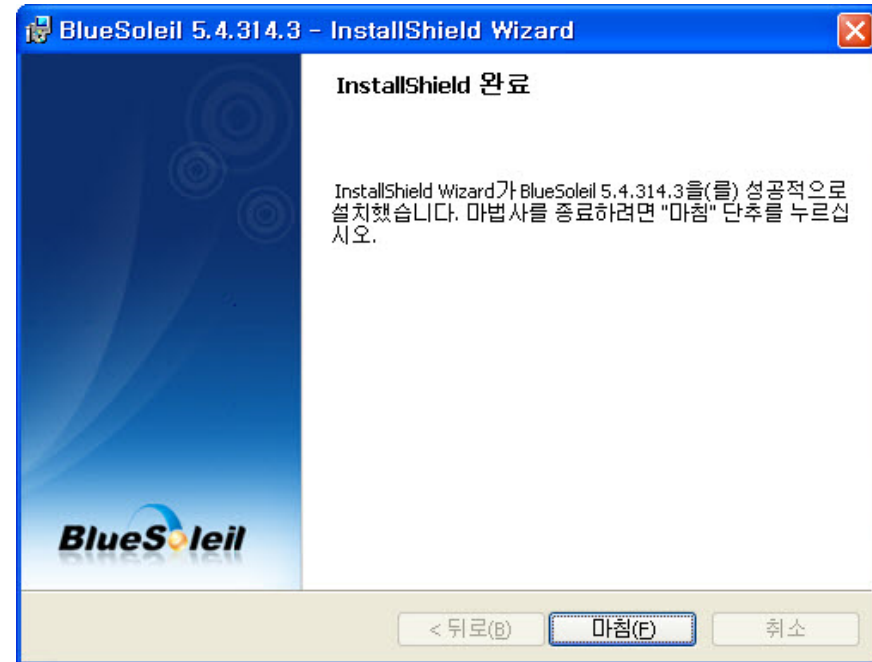 BlueSoleil 5.4.314.3 - InstallShield Wizard
InstallShield 완료
InstallShield Wizard가 BlueSoleil 5.4.314.3을(를) 성공적으로
설치했습니다. 마법사를 종료하려면 "마침" 단추를 누르십
시오.
BlueSoleil
< 뒤로(B) 마침(F) 취소